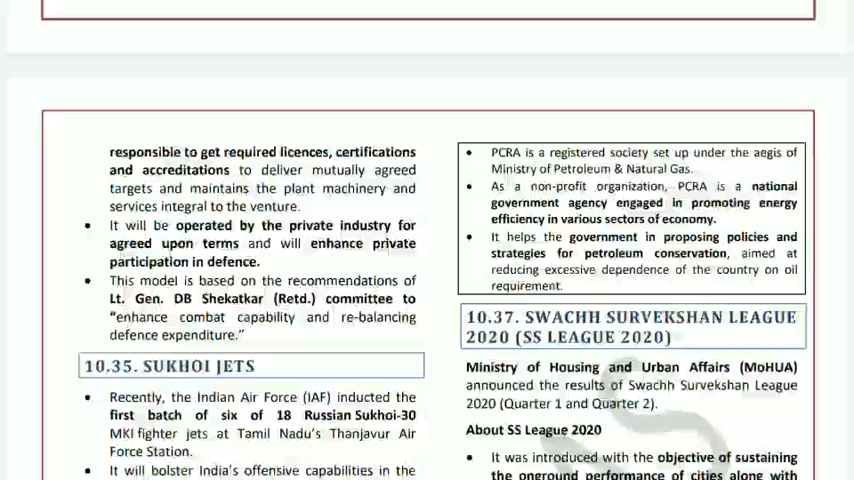 responsible to get required licences, certifications
and accreditations to deliver mutually agreed
targets and maintains the plant machinery and
services integral to the venture.
• It will be operated by the private industry for
agreed upon terms and will enhance private
participation in defence.
• This model is based on the recommendations of
Lt. Gen. DB Shekatkar (Retd.) committee to
“enhance combat capability and re-balancing
defence expenditure.”
10.35. SUKHOI JETS
• Recently, the Indian Air Force (IAF) inducted the
first batch of six of 18 Russian Sukhoi-30
MKI fighter jets at Tamil Nadu’s Thanjavur Air
Force Station.
• It will bolster India’s offensive capabilities in the
• PCRA is a registered society set up under the aegis of
Ministry of Petroleum & Natural Gas.
• As a non-profit organization, PCRA is a national
government agency engaged in promoting energy
efficiency in various sectors of economy.
• It helps the government in proposing policies and
strategies for petroleum conservation, aimed at
reducing excessive dependence of the country on oil
requirement.
10.37. SWACHH SURVEKSHAN LEAGUE
2020 (SS LEAGUE 2020)
Ministry of Housing and Urban Affairs (MoHUA)
announced the results of Swachh Survekshan League
2020 (Quarter 1 and Quarter 2).
About SS League 2020
• It was introduced with the objective of sustaining
the onground performance of cities along with